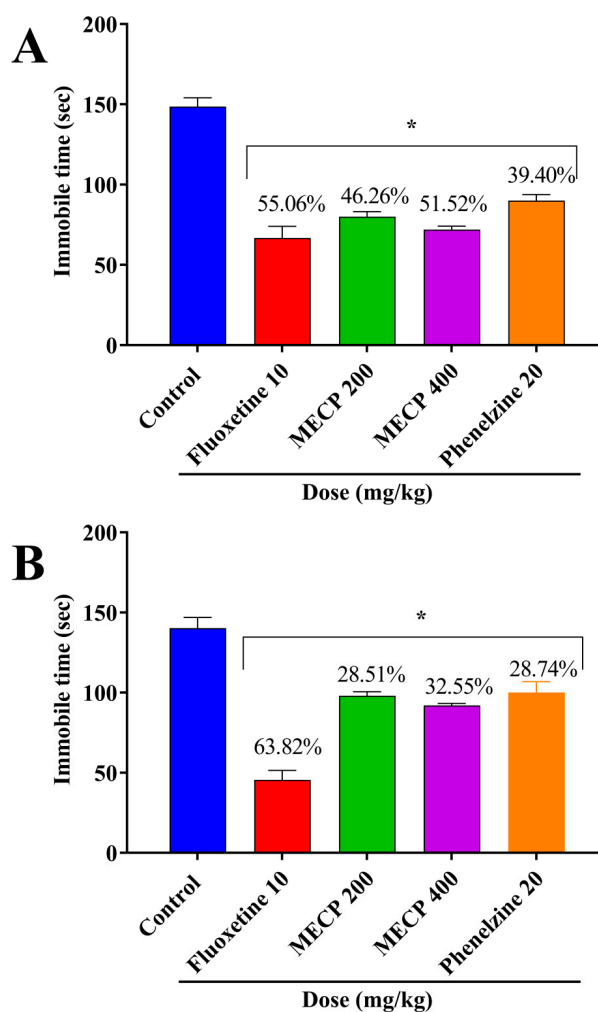 A
Immobile time (sec)
200
150
100
50
0
*
55.06%
46.26%
51.52%
39.40%
Control
Fluoxetine 10
MECP 200
MECP 400
Phenelzine 20
Dose (mg/kg)
B
Immobile time (sec)
200
150
100
50
0
*
63.82%
28.51%
32.55%
28.74%
Control
Fluoxetine 10
MECP 200
MECP 400
Phenelzine 20
Dose (mg/kg)